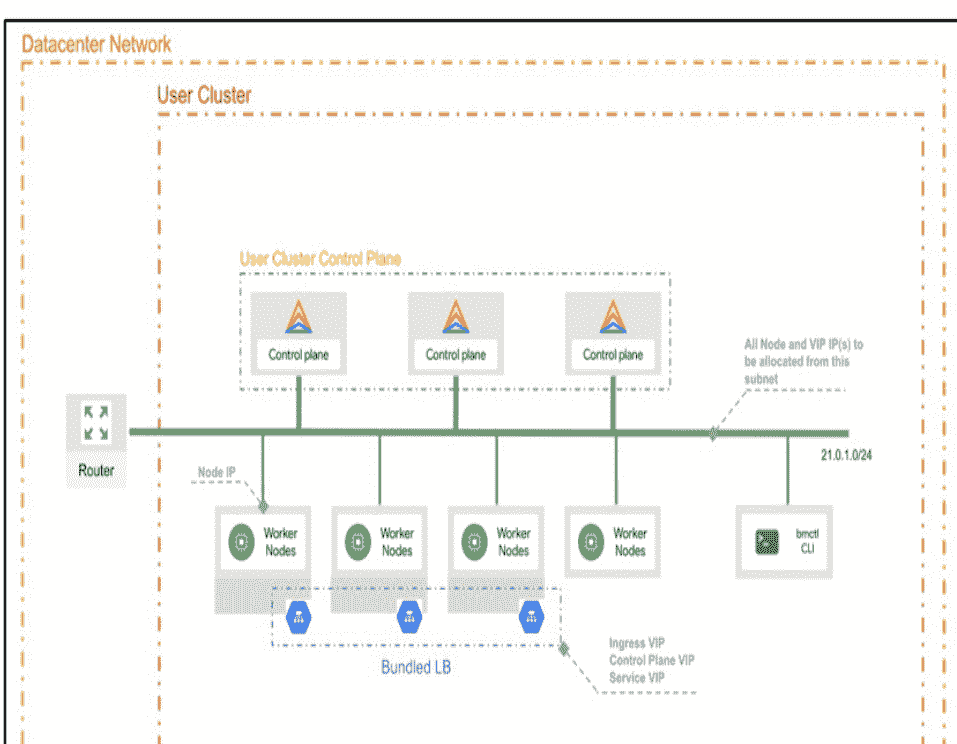 Datacenter Network
User Cluster
User Cluster Control Plane
Control plane
Control plane
Control plane
All Node and VIP IP(s) to
be allocated from this
subnet
Router
21.0.1.0/24
Node IP
Worker
Nodes
Worker
Nodes
Worker
Nodes
Worker
Nodes
bmctl
CLI
Bundled LB
Ingress VIP
Control Plane VIP
Service VIP